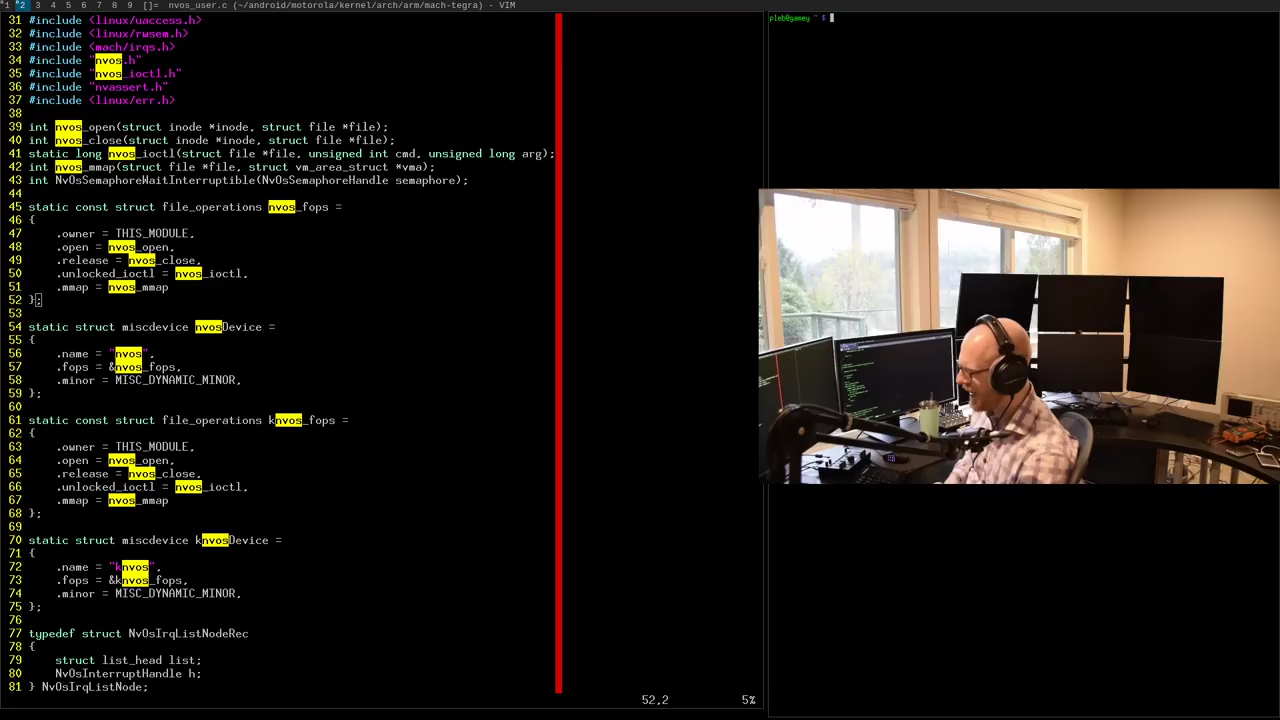 1 2 3 4 5 6 7 8 9 []= nvos_user.c (~/android/motorola/kernel/arch/arm/mach-tegra) - VIM
31 #include <linux/uaccess.h>
32 #include <linux/rwsem.h>
33 #include <mach/irqs.h>
34 #include "nvos.h"
35 #include "nvos_ioctl.h"
36 #include "nvassert.h"
37 #include <linux/err.h>
38
39 int nvos_open(struct inode *inode, struct file *file);
40 int nvos_close(struct inode *inode, struct file *file);
41 static long nvos_ioctl(struct file *file, unsigned int cmd, unsigned long arg);
42 int nvos_mmap(struct file *file, struct vm_area_struct *vma);
43 int NvOsSemaphoreWaitInterruptible(NvOsSemaphoreHandle semaphore);
44
45 static const struct file_operations nvos_fops =
46 {
47     .owner = THIS_MODULE,
48     .open = nvos_open,
49     .release = nvos_close,
50     .unlocked_ioctl = nvos_ioctl,
51     .mmap = nvos_mmap
52 };
53
54 static struct miscdevice nvosDevice =
55 {
56     .name = "nvos",
57     .fops = &nvos_fops,
58     .minor = MISC_DYNAMIC_MINOR,
59 };
60
61 static const struct file_operations knvos_fops =
62 {
63     .owner = THIS_MODULE,
64     .open = nvos_open,
65     .release = nvos_close,
66     .unlocked_ioctl = nvos_ioctl,
67     .mmap = nvos_mmap
68 };
69
70 static struct miscdevice knvosDevice =
71 {
72     .name = "knvos",
73     .fops = &knvos_fops,
74     .minor = MISC_DYNAMIC_MINOR,
75 };
76
77 typedef struct NvOsIrqListNodeRec
78 {
79     struct list_head list;
80     NvOsInterruptHandle h;
81 } NvOsIrqListNode;
52,2 5%
pleb@gamey ~ $